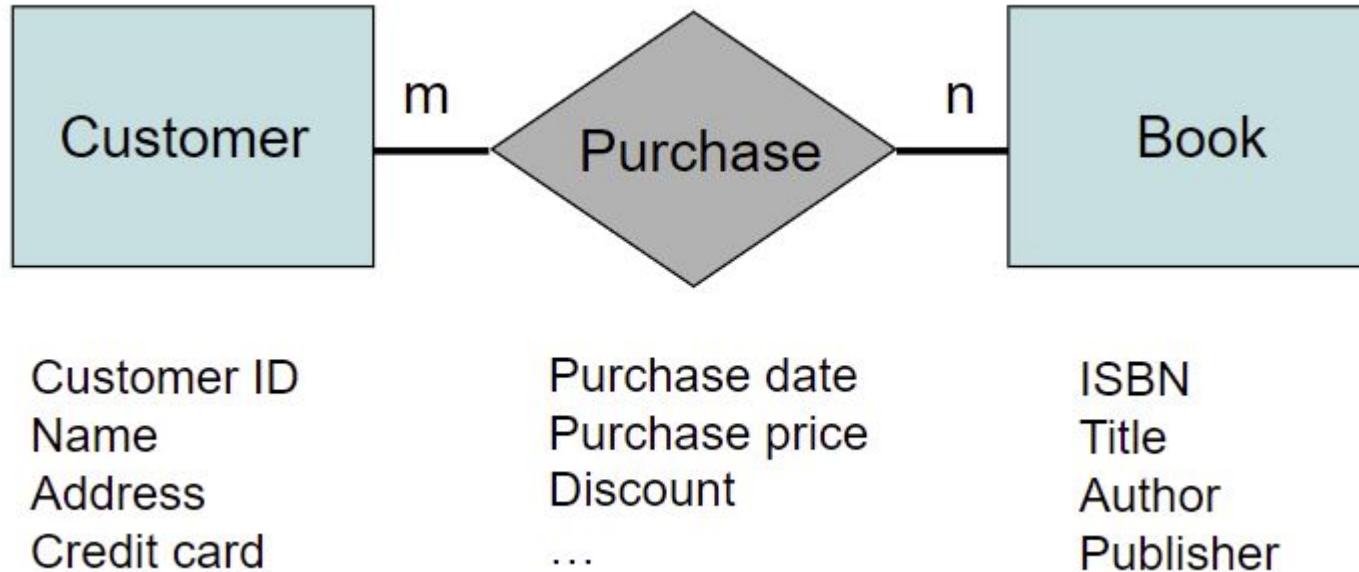 Customer
m
Purchase
n
Book
Customer ID
Name
Address
Credit card
Purchase date
Purchase price
Discount
…
ISBN
Title
Author
Publisher